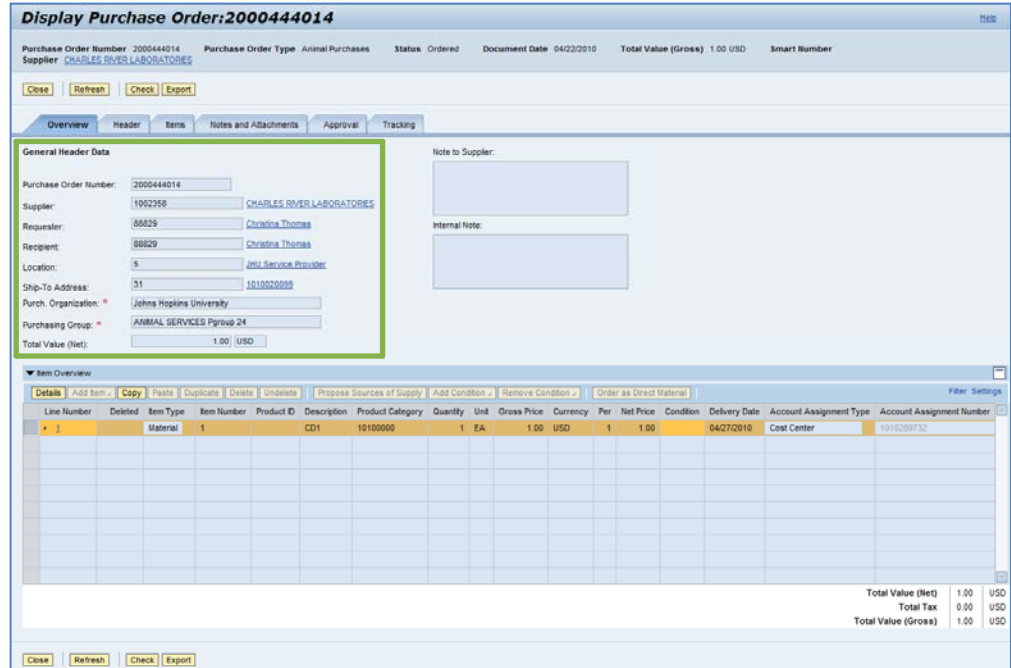 Display Purchase Order:2000444014 Help
Purchase Order Number 2000444014 Purchase Order Type Animal Purchases Status Ordered Document Date 04/22/2010 Total Value (Gross) 1.00 USD Smart Number
Supplier CHARLES RIVER LABORATORIES
Close Refresh Check Export
Overview Header Items Notes and Attachments Approval Tracking
General Header Data Note to Supplier:
Purchase Order Number: 2000444014
Supplier: 1002358 CHARLES RIVER LABORATORIES
Requester: 88829 Christina Thomas Internal Note:
Recipient: 88829 Christina Thomas
Location: 5 JHU Service Provider
Ship-To Address: 31 1010020099
Purch. Organization: * Johns Hopkins University
Purchasing Group: * ANIMAL SERVICES Pgroup 24
Total Value (Net): 1.00 USD
Item Overview
Details Add Item Copy Paste Duplicate Delete Undelete Propose Sources of Supply Add Condition Remove Condition Order as Direct Material Filter Settings
Line Number Deleted Item Type Item Number Product ID Description Product Category Quantity Unit Gross Price Currency Per Net Price Condition Delivery Date Account Assignment Type Account Assignment Number
1 Material 1 CD1 10100000 1 EA 1.00 USD 1 1.00 04/27/2010 Cost Center 1010289732
Total Value (Net) 1.00 USD
Total Tax 0.00 USD
Total Value (Gross) 1.00 USD
Close Refresh Check Export